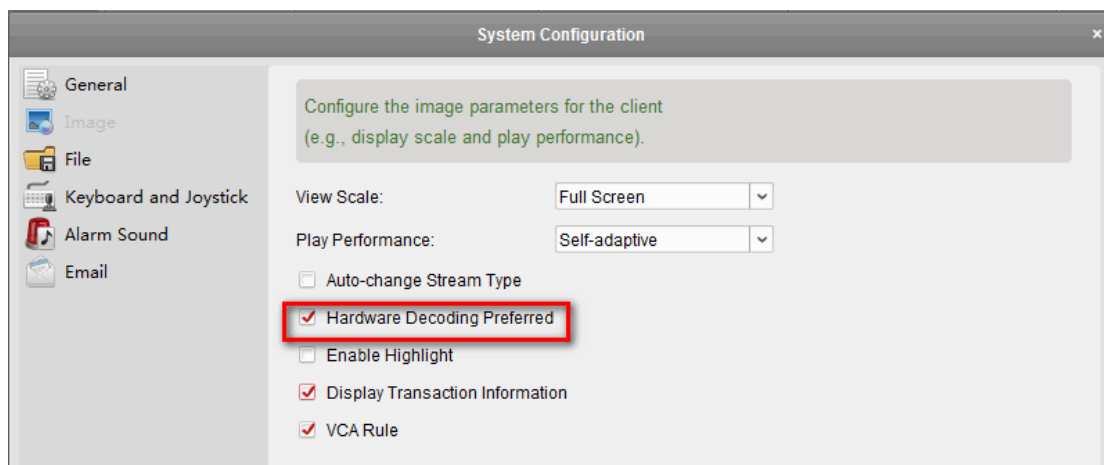 System Configuration
General
Image
File
Keyboard and Joystick
Alarm Sound
Email
Configure the image parameters for the client
(e.g., display scale and play performance).
View Scale: Full Screen
Play Performance: Self-adaptive
Auto-change Stream Type
Hardware Decoding Preferred
Enable Highlight
Display Transaction Information
VCA Rule